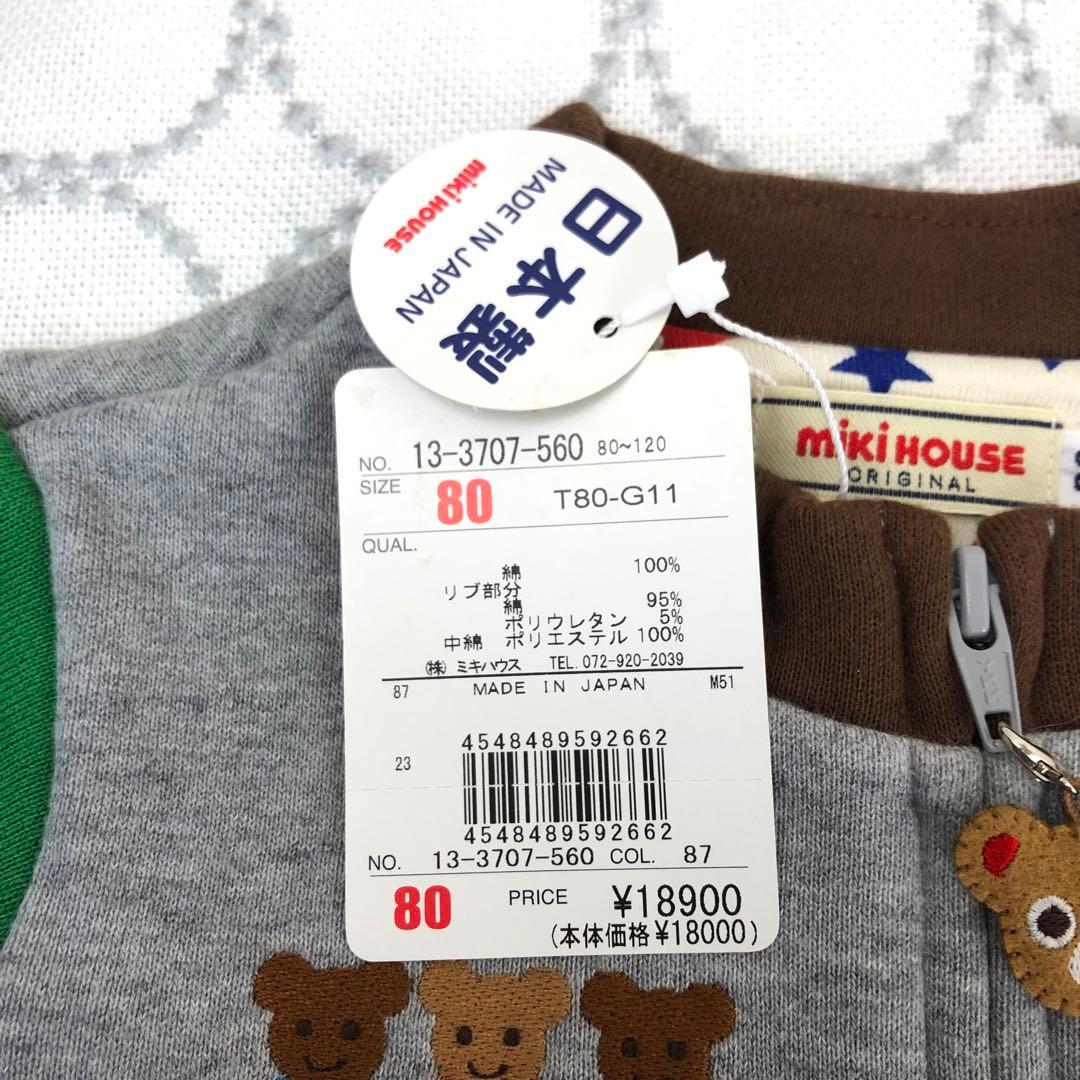 日本製
MADE IN JAPAN
mikiHOUSE
NO. 13-3707-560 80~120
SIZE 80 T80-G11
QUAL.
綿 100%
リブ部分
綿 95%
ポリウレタン 5%
中綿 ポリエステル 100%
(株) ミキハウス TEL.072-920-2039
87 MADE IN JAPAN M51
4548489592662
23
4548489592662
NO. 13-3707-560 COL. 87
80 PRICE ¥18900
(本体価格¥18000)
mikiHOUSE
ORIGINAL
YKK